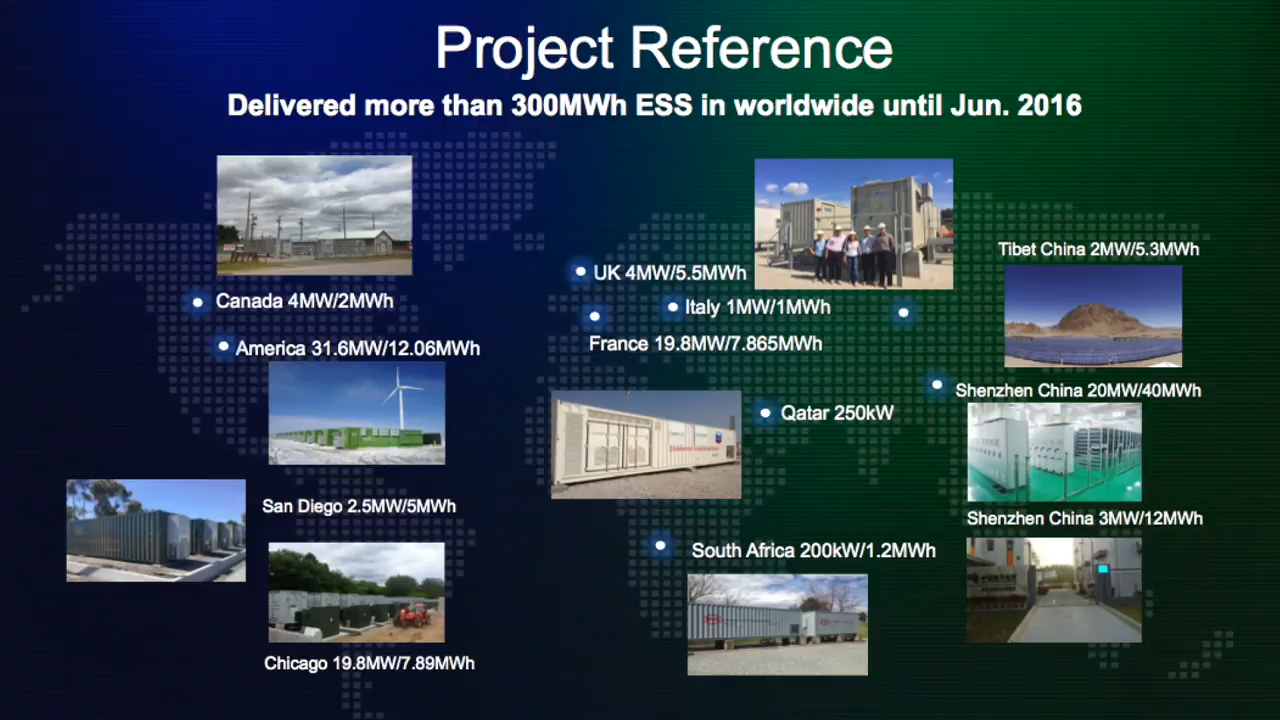 Project Reference
Delivered more than 300MWh ESS in worldwide until Jun. 2016
Tibet China 2MW/5.3MWh
UK 4MW/5.5MWh
Canada 4MW/2MWh
Italy 1MW/1MWh
France 19.8MW/7.865MWh
America 31.6MW/12.06MWh
Shenzhen China 20MW/40MWh
Qatar 250kW
San Diego 2.5MW/5MWh
Shenzhen China 3MW/12MWh
South Africa 200kW/1.2MWh
Chicago 19.8MW/7.89MWh